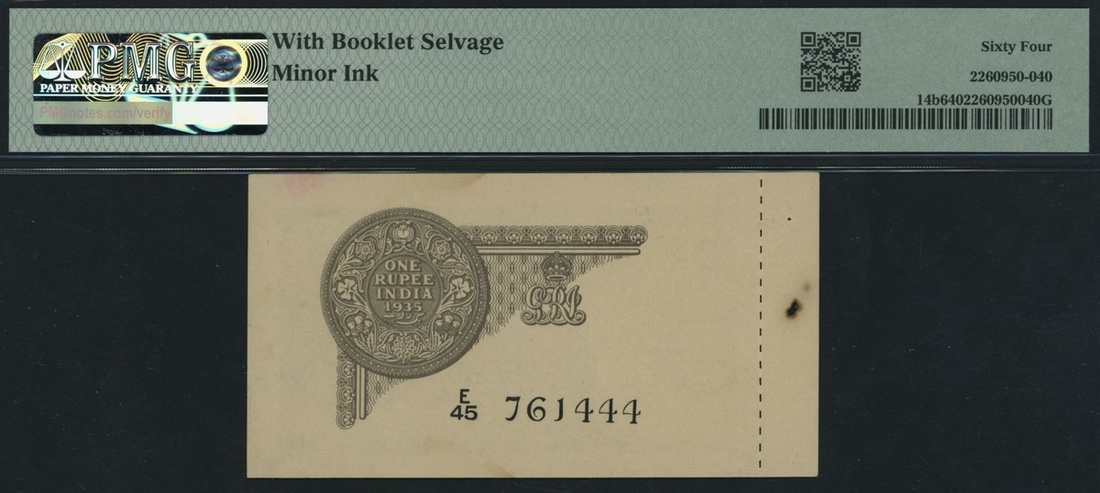 PMG
PAPER MONEY GUARANTY
PMGnotes.com/verify
With Booklet Selvage
Minor Ink
Sixty Four
2260950-040
14b6402260950040G
ONE
RUPEE
INDIA
1935
GRI
E
45 761444